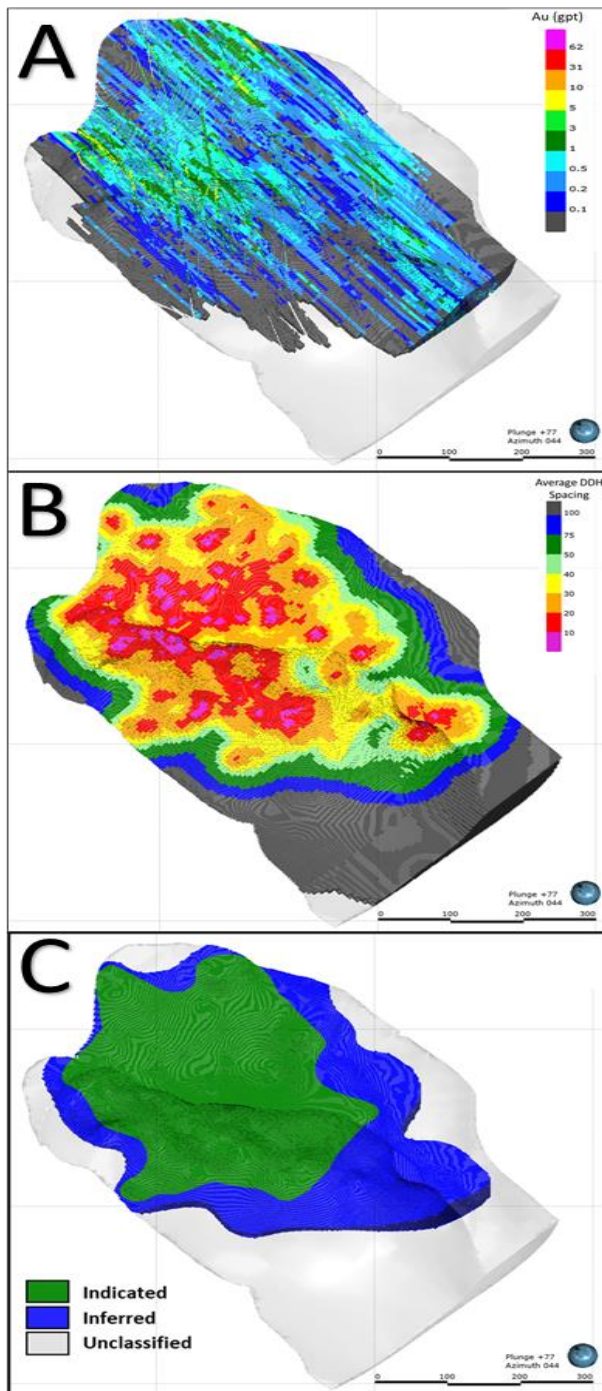 A
Au (gpt)
62
31
10
5
3
1
0.5
0.2
0.1
Plunge +77
Azimuth 044
0 100 200 300
B
Average DDH
Spacing
100
75
50
40
30
20
10
Plunge +77
Azimuth 044
0 100 200 300
C
Indicated
Inferred
Unclassified
Plunge +77
Azimuth 044
0 100 200 300